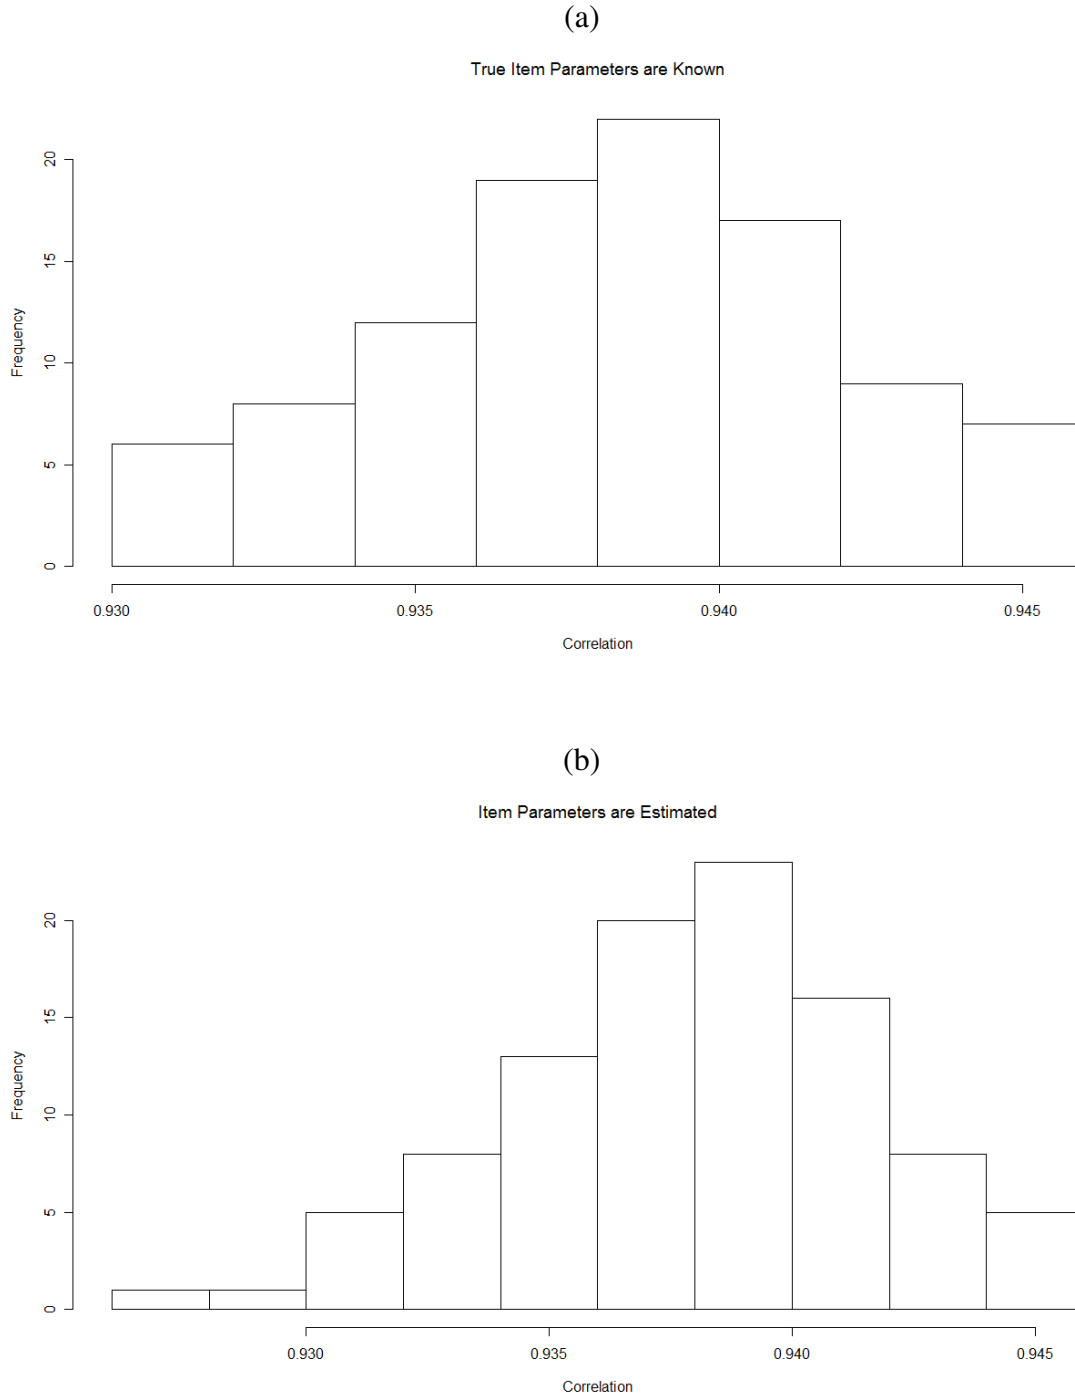 (a)
True Item Parameters are Known
Frequency
20
15
10
5
0
0.930 0.935 0.940 0.945
Correlation
(b)
Item Parameters are Estimated
Frequency
20
15
10
5
0
0.930 0.935 0.940 0.945
Correlation